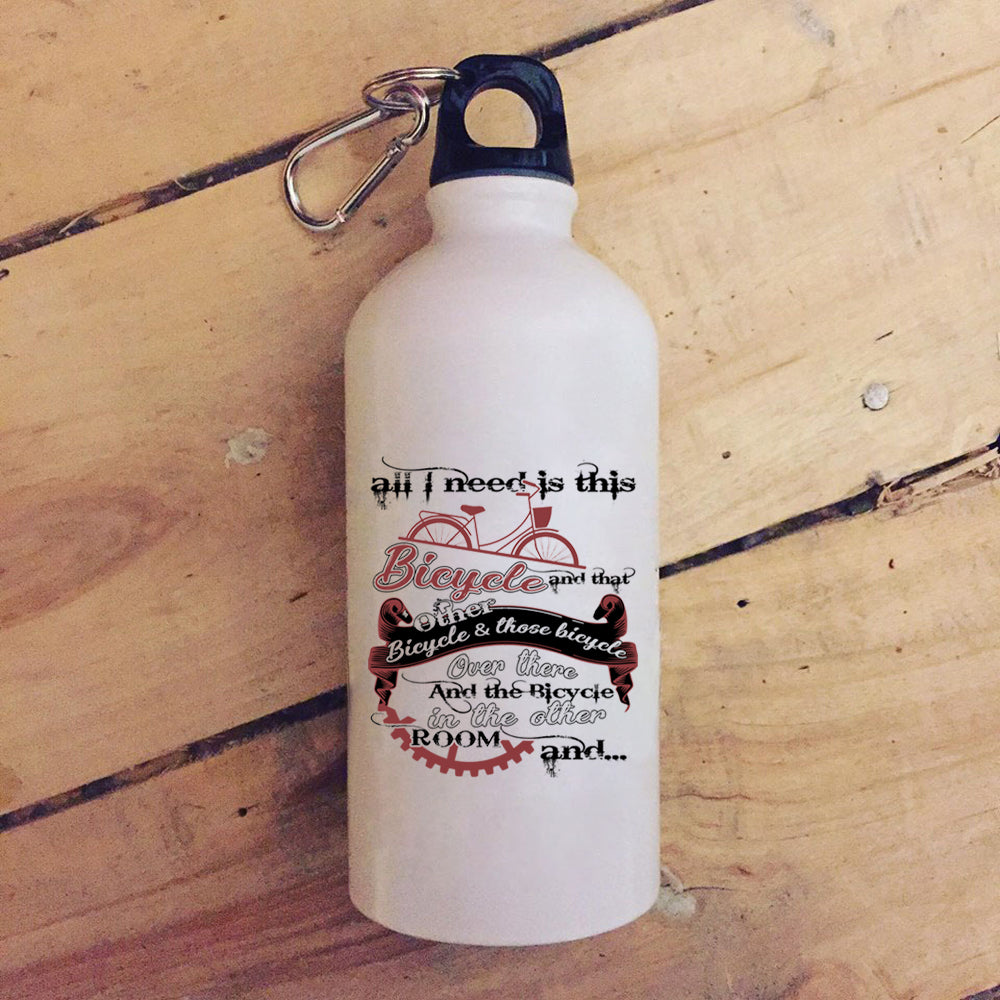 all I need is this
Bicycle and that
Other
Bicycle & those bicycle
Over there
And the Bicycle
in the other
ROOM and...